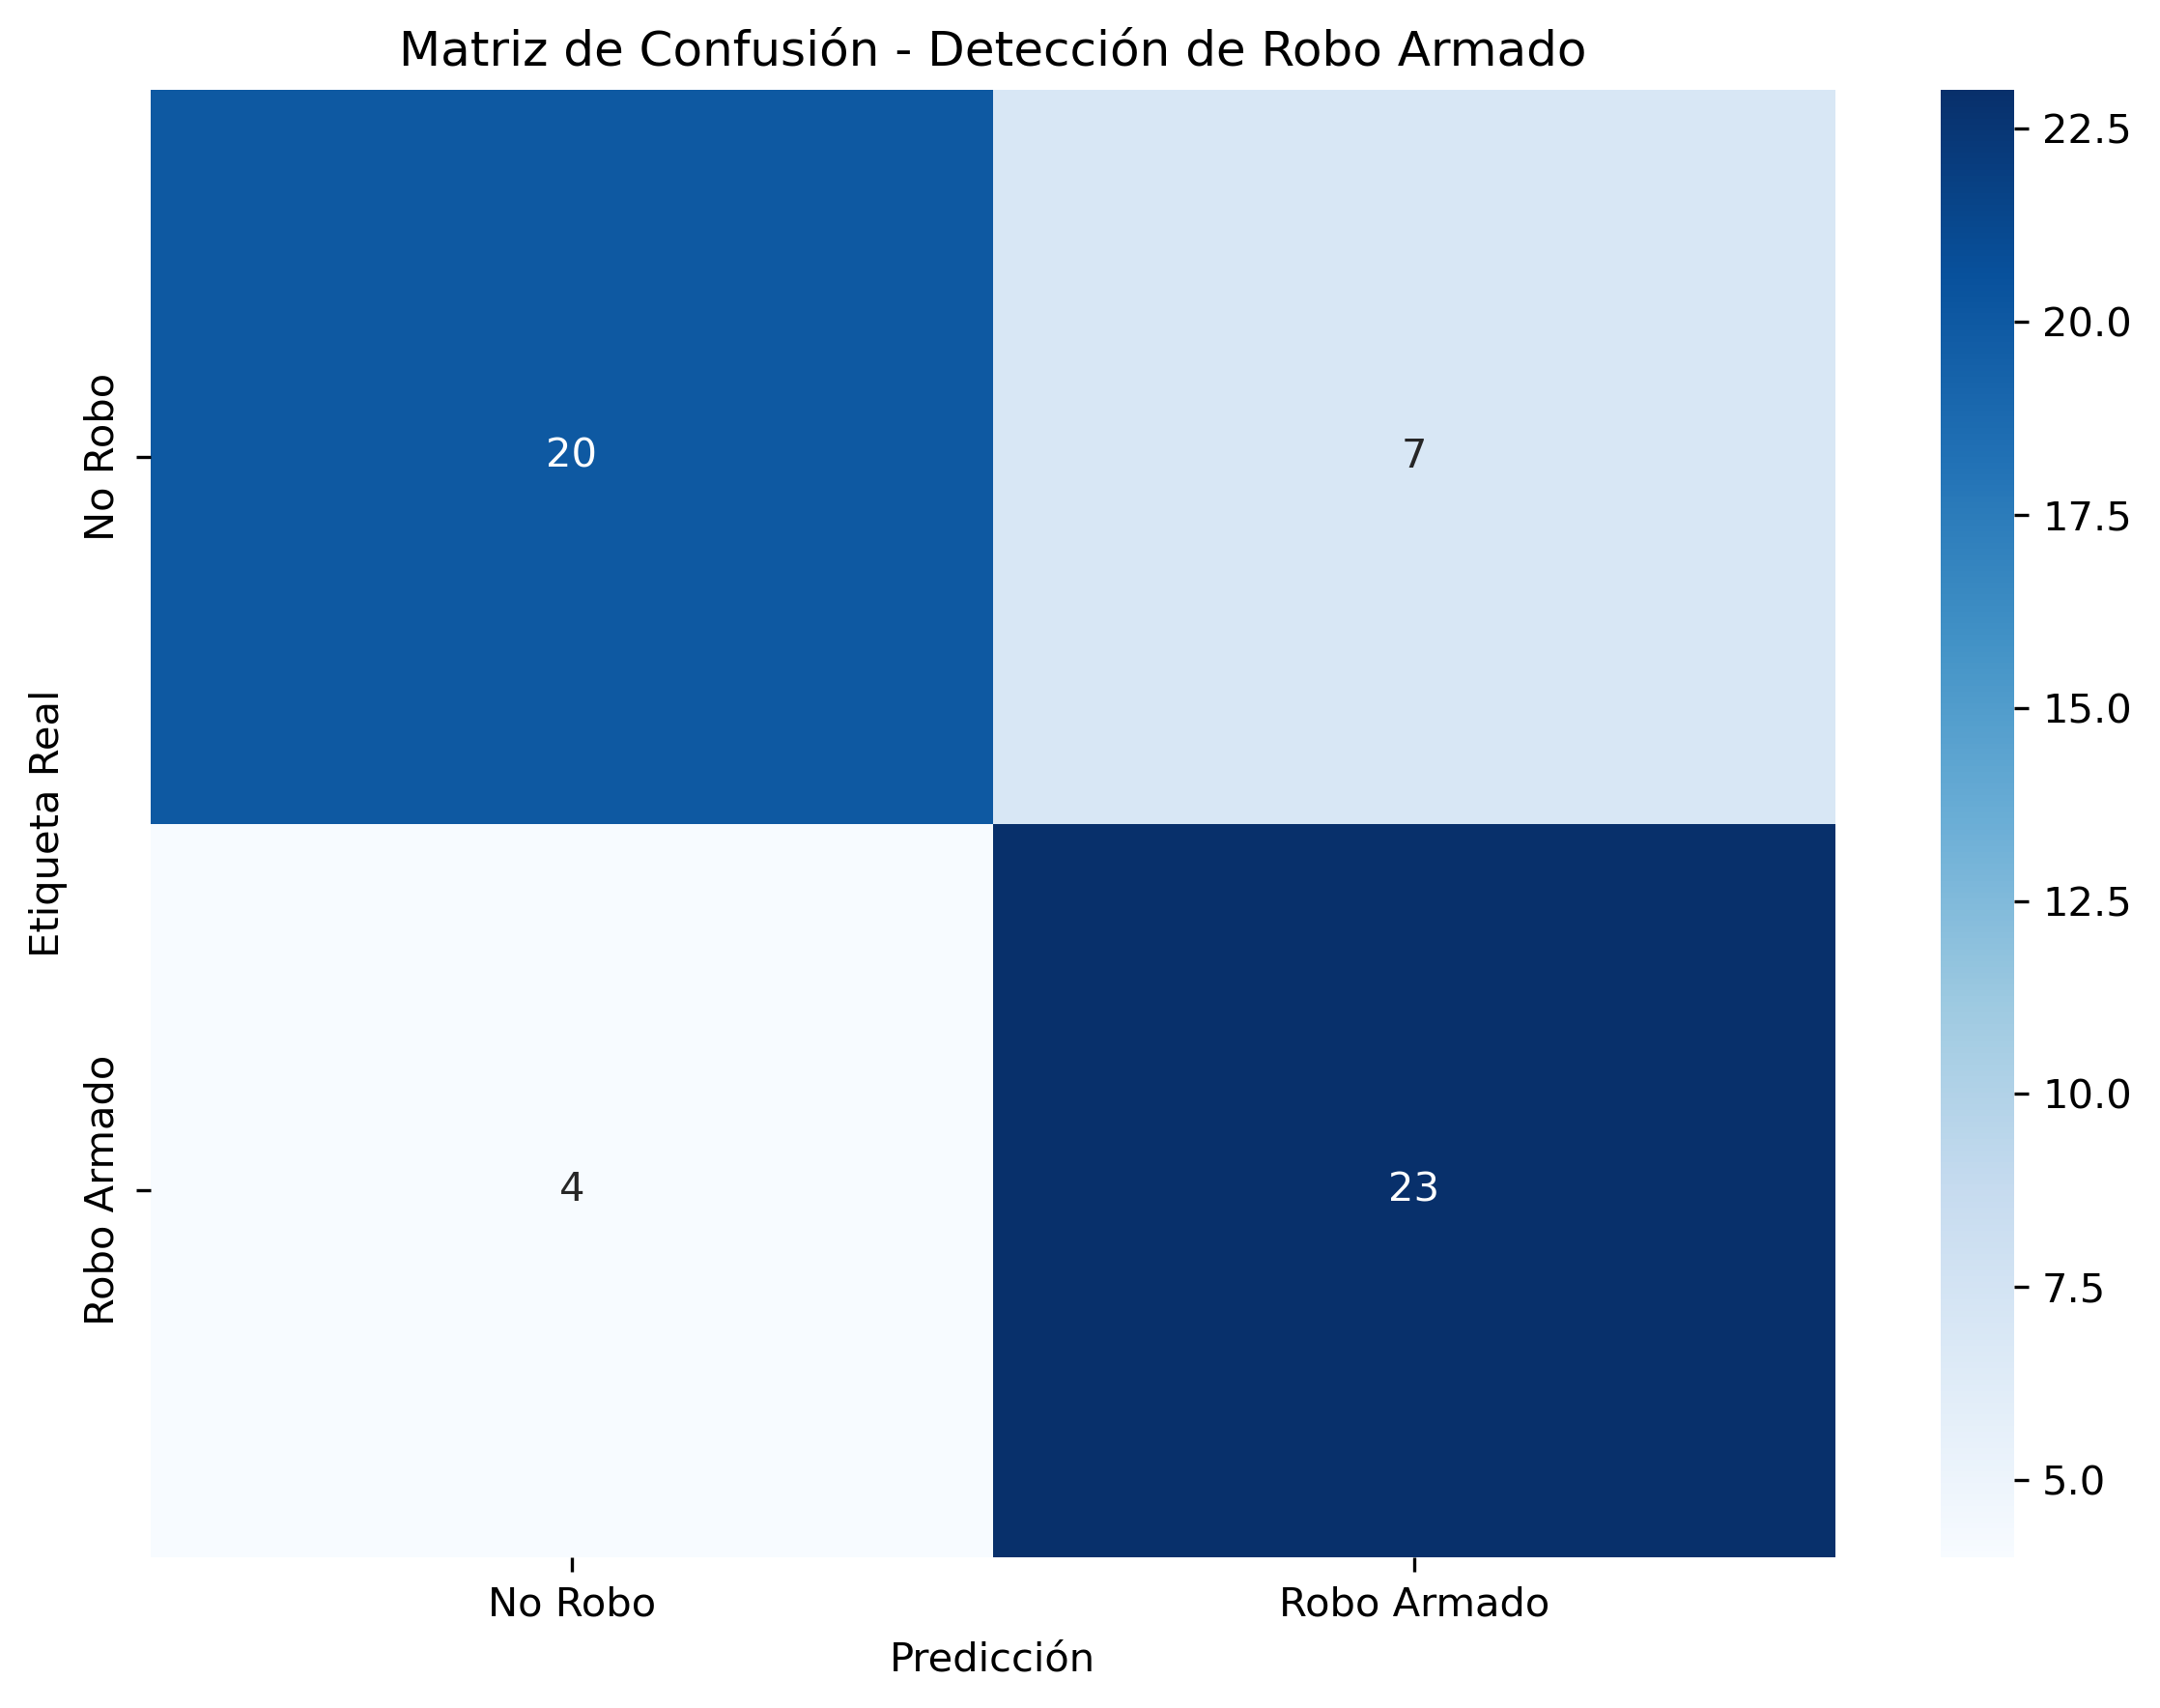 Matriz de Confusión - Detección de Robo Armado
Etiqueta Real
No Robo
20
7
Robo Armado
4
23
No Robo
Robo Armado
Predicción
22.5
20.0
17.5
15.0
12.5
10.0
7.5
5.0